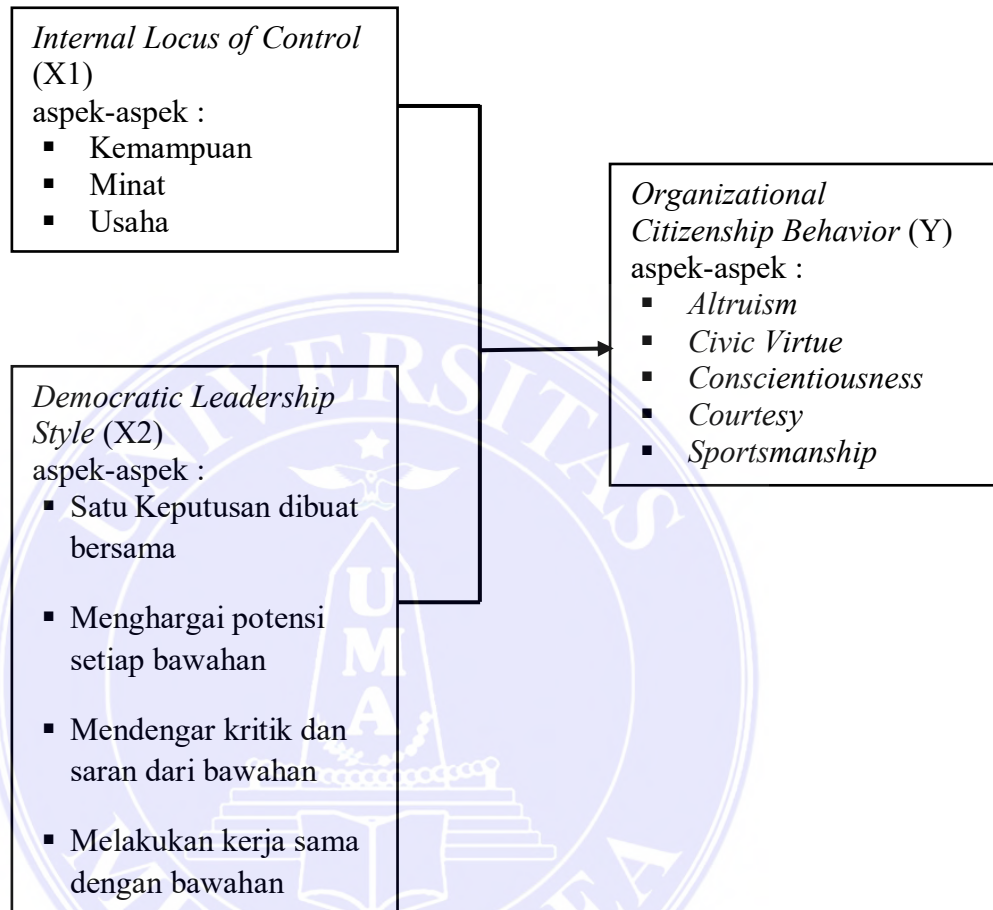 Internal Locus of Control
(X1)
aspek-aspek :
▪ Kemampuan
▪ Minat
▪ Usaha
Organizational
Citizenship Behavior (Y)
aspek-aspek :
▪ Altruism
▪ Civic Virtue
▪ Conscientiousness
▪ Courtesy
▪ Sportsmanship
Democratic Leadership
Style (X2)
aspek-aspek :
▪ Satu Keputusan dibuat
bersama
▪ Menghargai potensi
setiap bawahan
▪ Mendengar kritik dan
saran dari bawahan
▪ Melakukan kerja sama
dengan bawahan
UNIVERSITAS
UMA